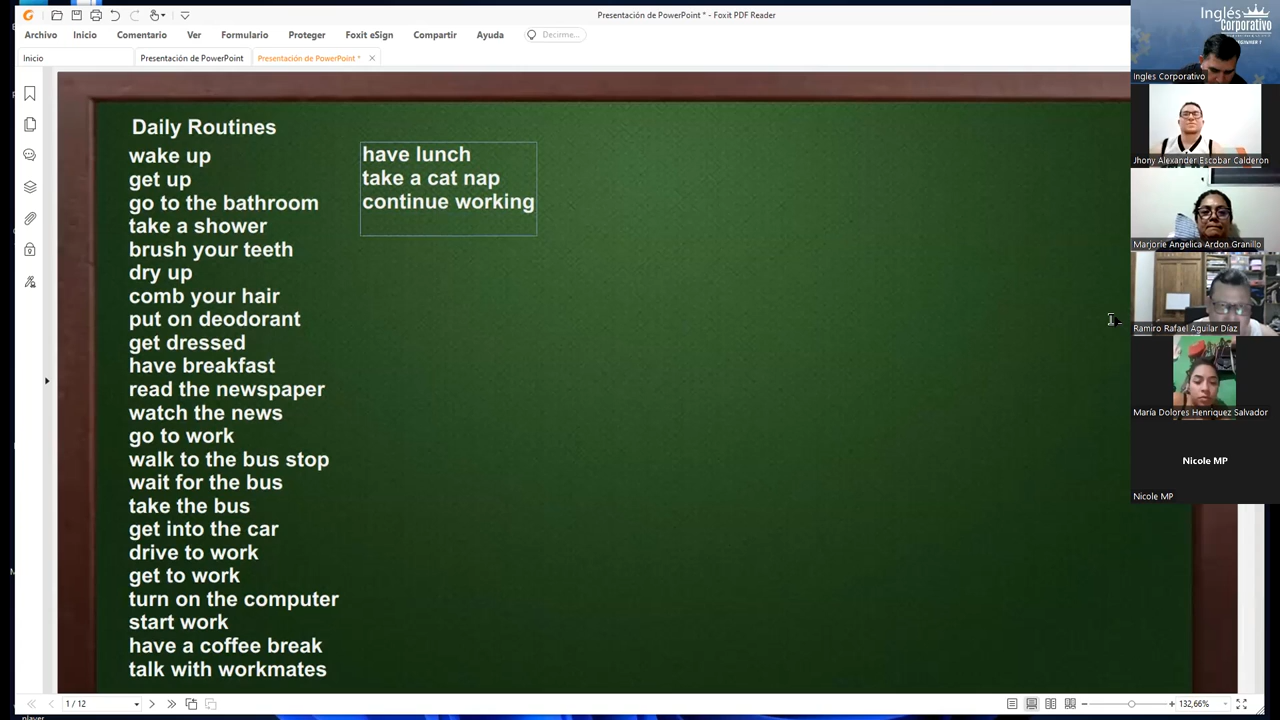 Presentación de PowerPoint * - Foxit PDF Reader
Archivo Inicio Comentario Ver Formulario Proteger Foxit eSign Compartir Ayuda Decirme...
Inicio Presentación de PowerPoint Presentación de PowerPoint *
Daily Routines
wake up
get up
go to the bathroom
take a shower
brush your teeth
dry up
comb your hair
put on deodorant
get dressed
have breakfast
read the newspaper
watch the news
go to work
walk to the bus stop
wait for the bus
take the bus
get into the car
drive to work
get to work
turn on the computer
start work
have a coffee break
talk with workmates
have lunch
take a cat nap
continue working
Inglés
Corporativo
Ingles Corporativo
Jhony Alexander Escobar Calderon
Marjorie Angelica Ardon Granillo
Ramiro Rafael Aguilar Díaz
María Dolores Henriquez Salvador
Nicole MP
Nicole MP
1 / 12
132,66%